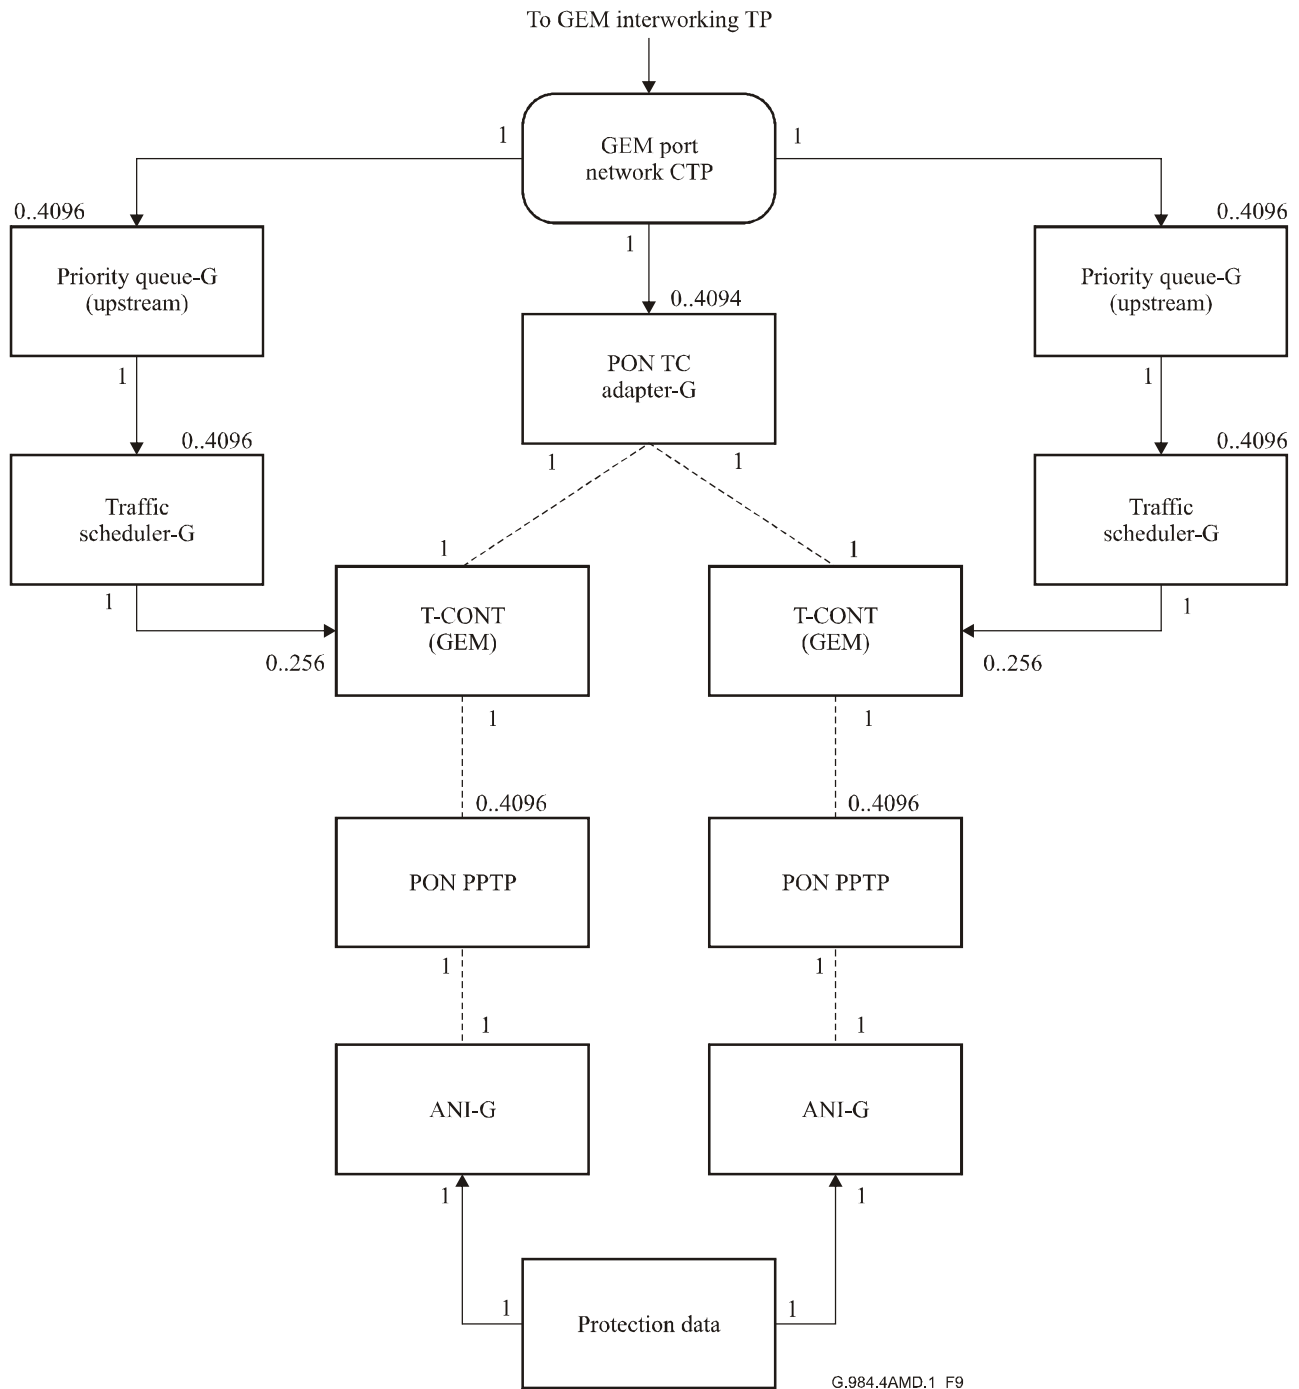 To GEM interworking TP
1
1
GEM port
network CTP
0..4096
0..4096
1
Priority queue-G
(upstream)
Priority queue-G
(upstream)
0..4094
PON TC
adapter-G
1
1
0..4096
0..4096
1
1
Traffic
scheduler-G
Traffic
scheduler-G
1
1
1
1
T-CONT
(GEM)
T-CONT
(GEM)
0..256
0..256
1
1
0..4096
0..4096
PON PPTP
PON PPTP
1
1
1
1
ANI-G
ANI-G
1
1
1
1
Protection data
G.984.4AMD.1_F9